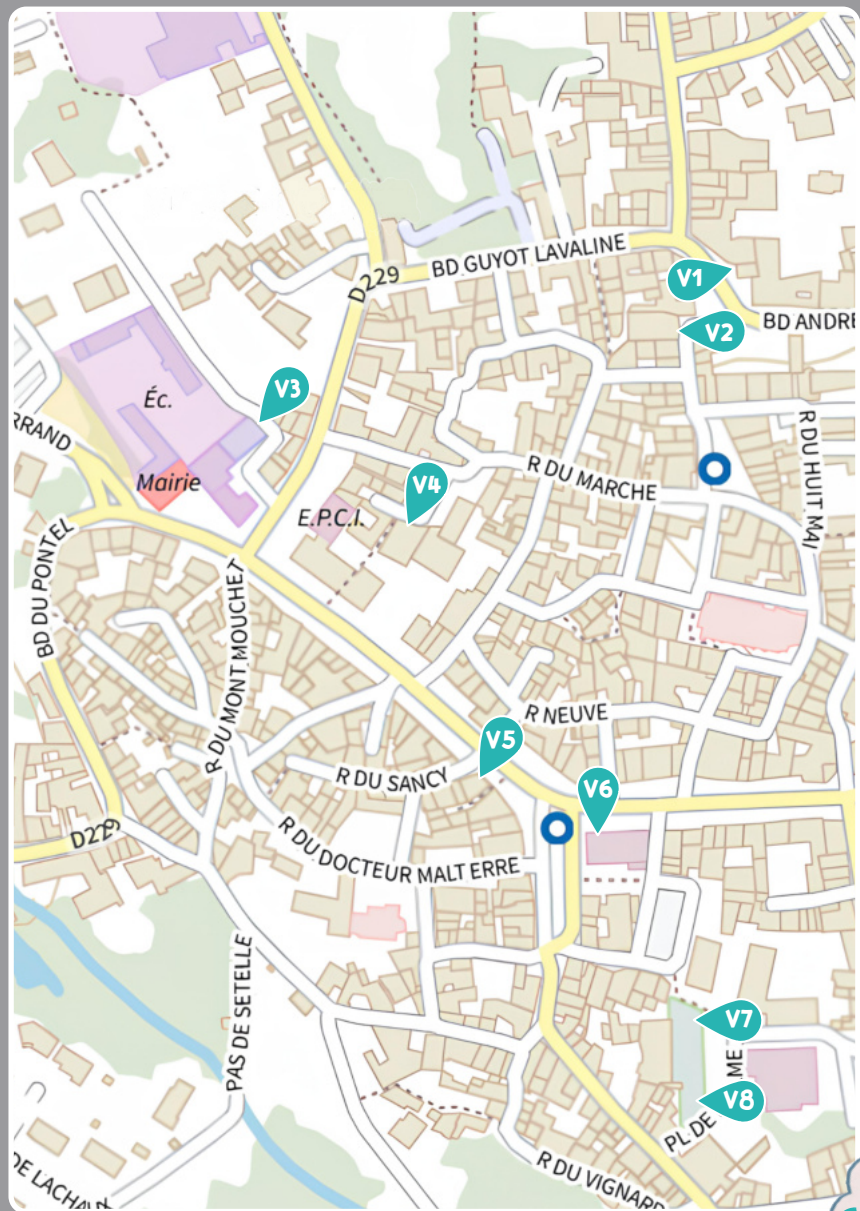 BD GUYOT LAVALINE
D229
V1
V2
BD ANDRE
V3
Éc.
RRAND
Mairie
R DU MARCHE
R DU HUIT MAI
V4
E.P.C.I.
BD DU PONTEL
R DU MONT MOUCHET
R NEUVE
V5
R DU SANCY
V6
D229
R DU DOCTEUR MALT ERRE
PAS DE SETELLE
V7
ME
V8
PL DE
R DU VIGNARD
DE LACHA